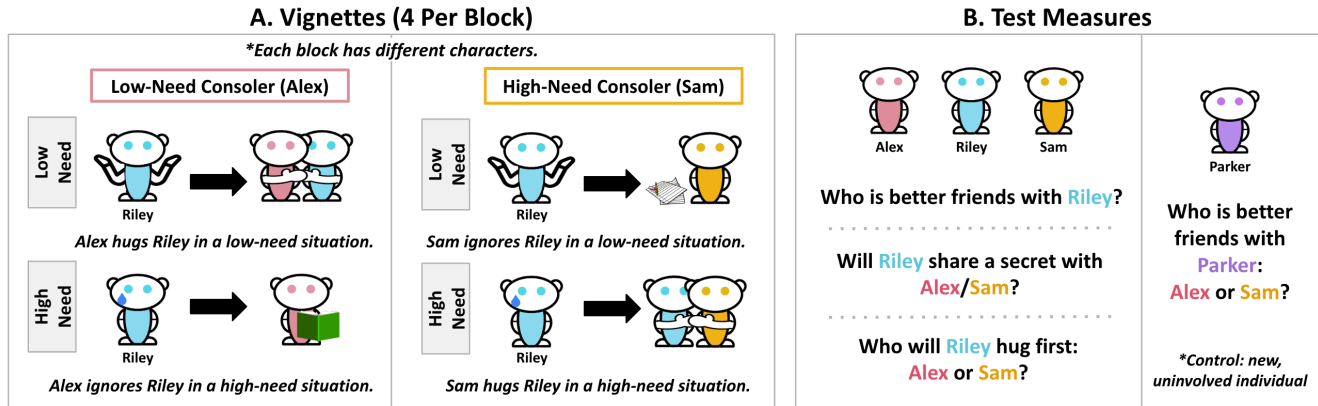 A. Vignettes (4 Per Block)
*Each block has different characters.
Low-Need Consoler (Alex)
Low
Need
Riley
Alex hugs Riley in a low-need situation.
High
Need
Riley
Alex ignores Riley in a high-need situation.
High-Need Consoler (Sam)
Low
Need
Riley
Sam ignores Riley in a low-need situation.
High
Need
Riley
Sam hugs Riley in a high-need situation.
B. Test Measures
Alex
Riley
Sam
Who is better friends with Riley?
Will Riley share a secret with
Alex/Sam?
Who will Riley hug first:
Alex or Sam?
Parker
Who is better
friends with
Parker:
Alex or Sam?
*Control: new,
uninvolved individual